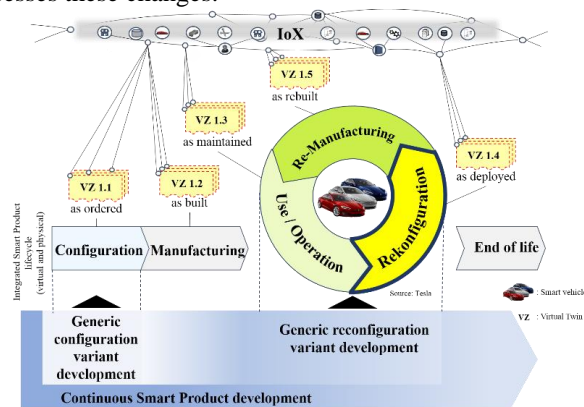 esses these changes.
IoX
VZ 1.5
as rebuilt
VZ 1.3
as maintained
VZ 1.4
as deployed
VZ 1.1
as ordered
VZ 1.2
as built
Re-Manufacturing
Use / Operation
Rekonfiguration
Integrated Smart Product
lifecycle
(virtual and physical)
Configuration
Manufacturing
End of life
Source: Tesla
: Smart vehicle
VZ : Virtual Twin
Generic
configuration
variant
development
Generic reconfiguration
variant development
Continuous Smart Product development